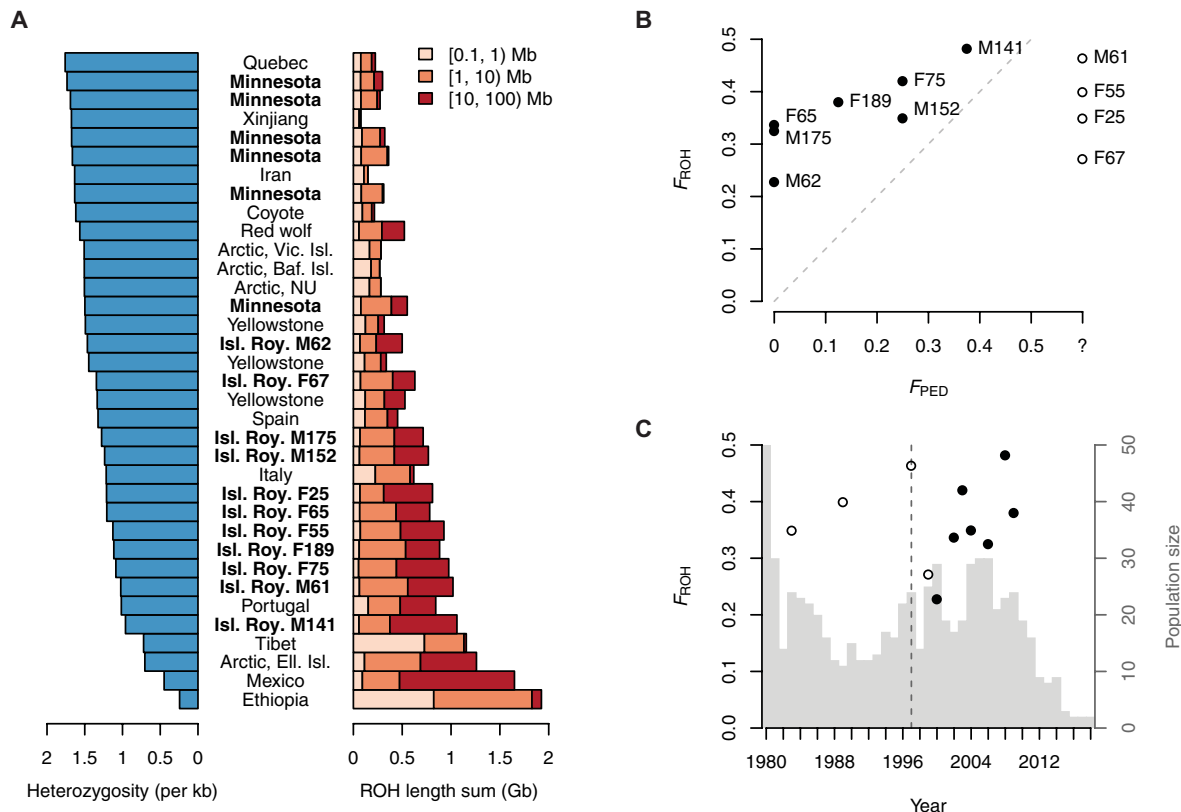 A
Quebec
Minnesota
Minnesota
Xinjiang
Minnesota
Minnesota
Iran
Minnesota
Coyote
Red wolf
Arctic, Vic. Isl.
Arctic, Baf. Isl.
Arctic, NU
Minnesota
Yellowstone
Isl. Roy. M62
Yellowstone
Isl. Roy. F67
Yellowstone
Spain
Isl. Roy. M175
Isl. Roy. M152
Italy
Isl. Roy. F25
Isl. Roy. F65
Isl. Roy. F55
Isl. Roy. F189
Isl. Roy. F75
Isl. Roy. M61
Portugal
Isl. Roy. M141
Tibet
Arctic, Ell. Isl.
Mexico
Ethiopia
2 1.5 1 0.5 0
Heterozygosity (per kb)
[0.1, 1) Mb
[1, 10) Mb
[10, 100) Mb
0 0.5 1 1.5 2
ROH length sum (Gb)
B
0.5
0.4
0.3
0.2
0.1
0.0
FROH
M141
M61
F75
F55
F189
M152
F25
F65
M175
F67
M62
0 0.1 0.2 0.3 0.4 0.5 ?
FPED
C
0.5
0.4
0.3
0.2
0.1
0.0
FROH
50
40
30
20
10
0
Population size
1980 1988 1996 2004 2012
Year